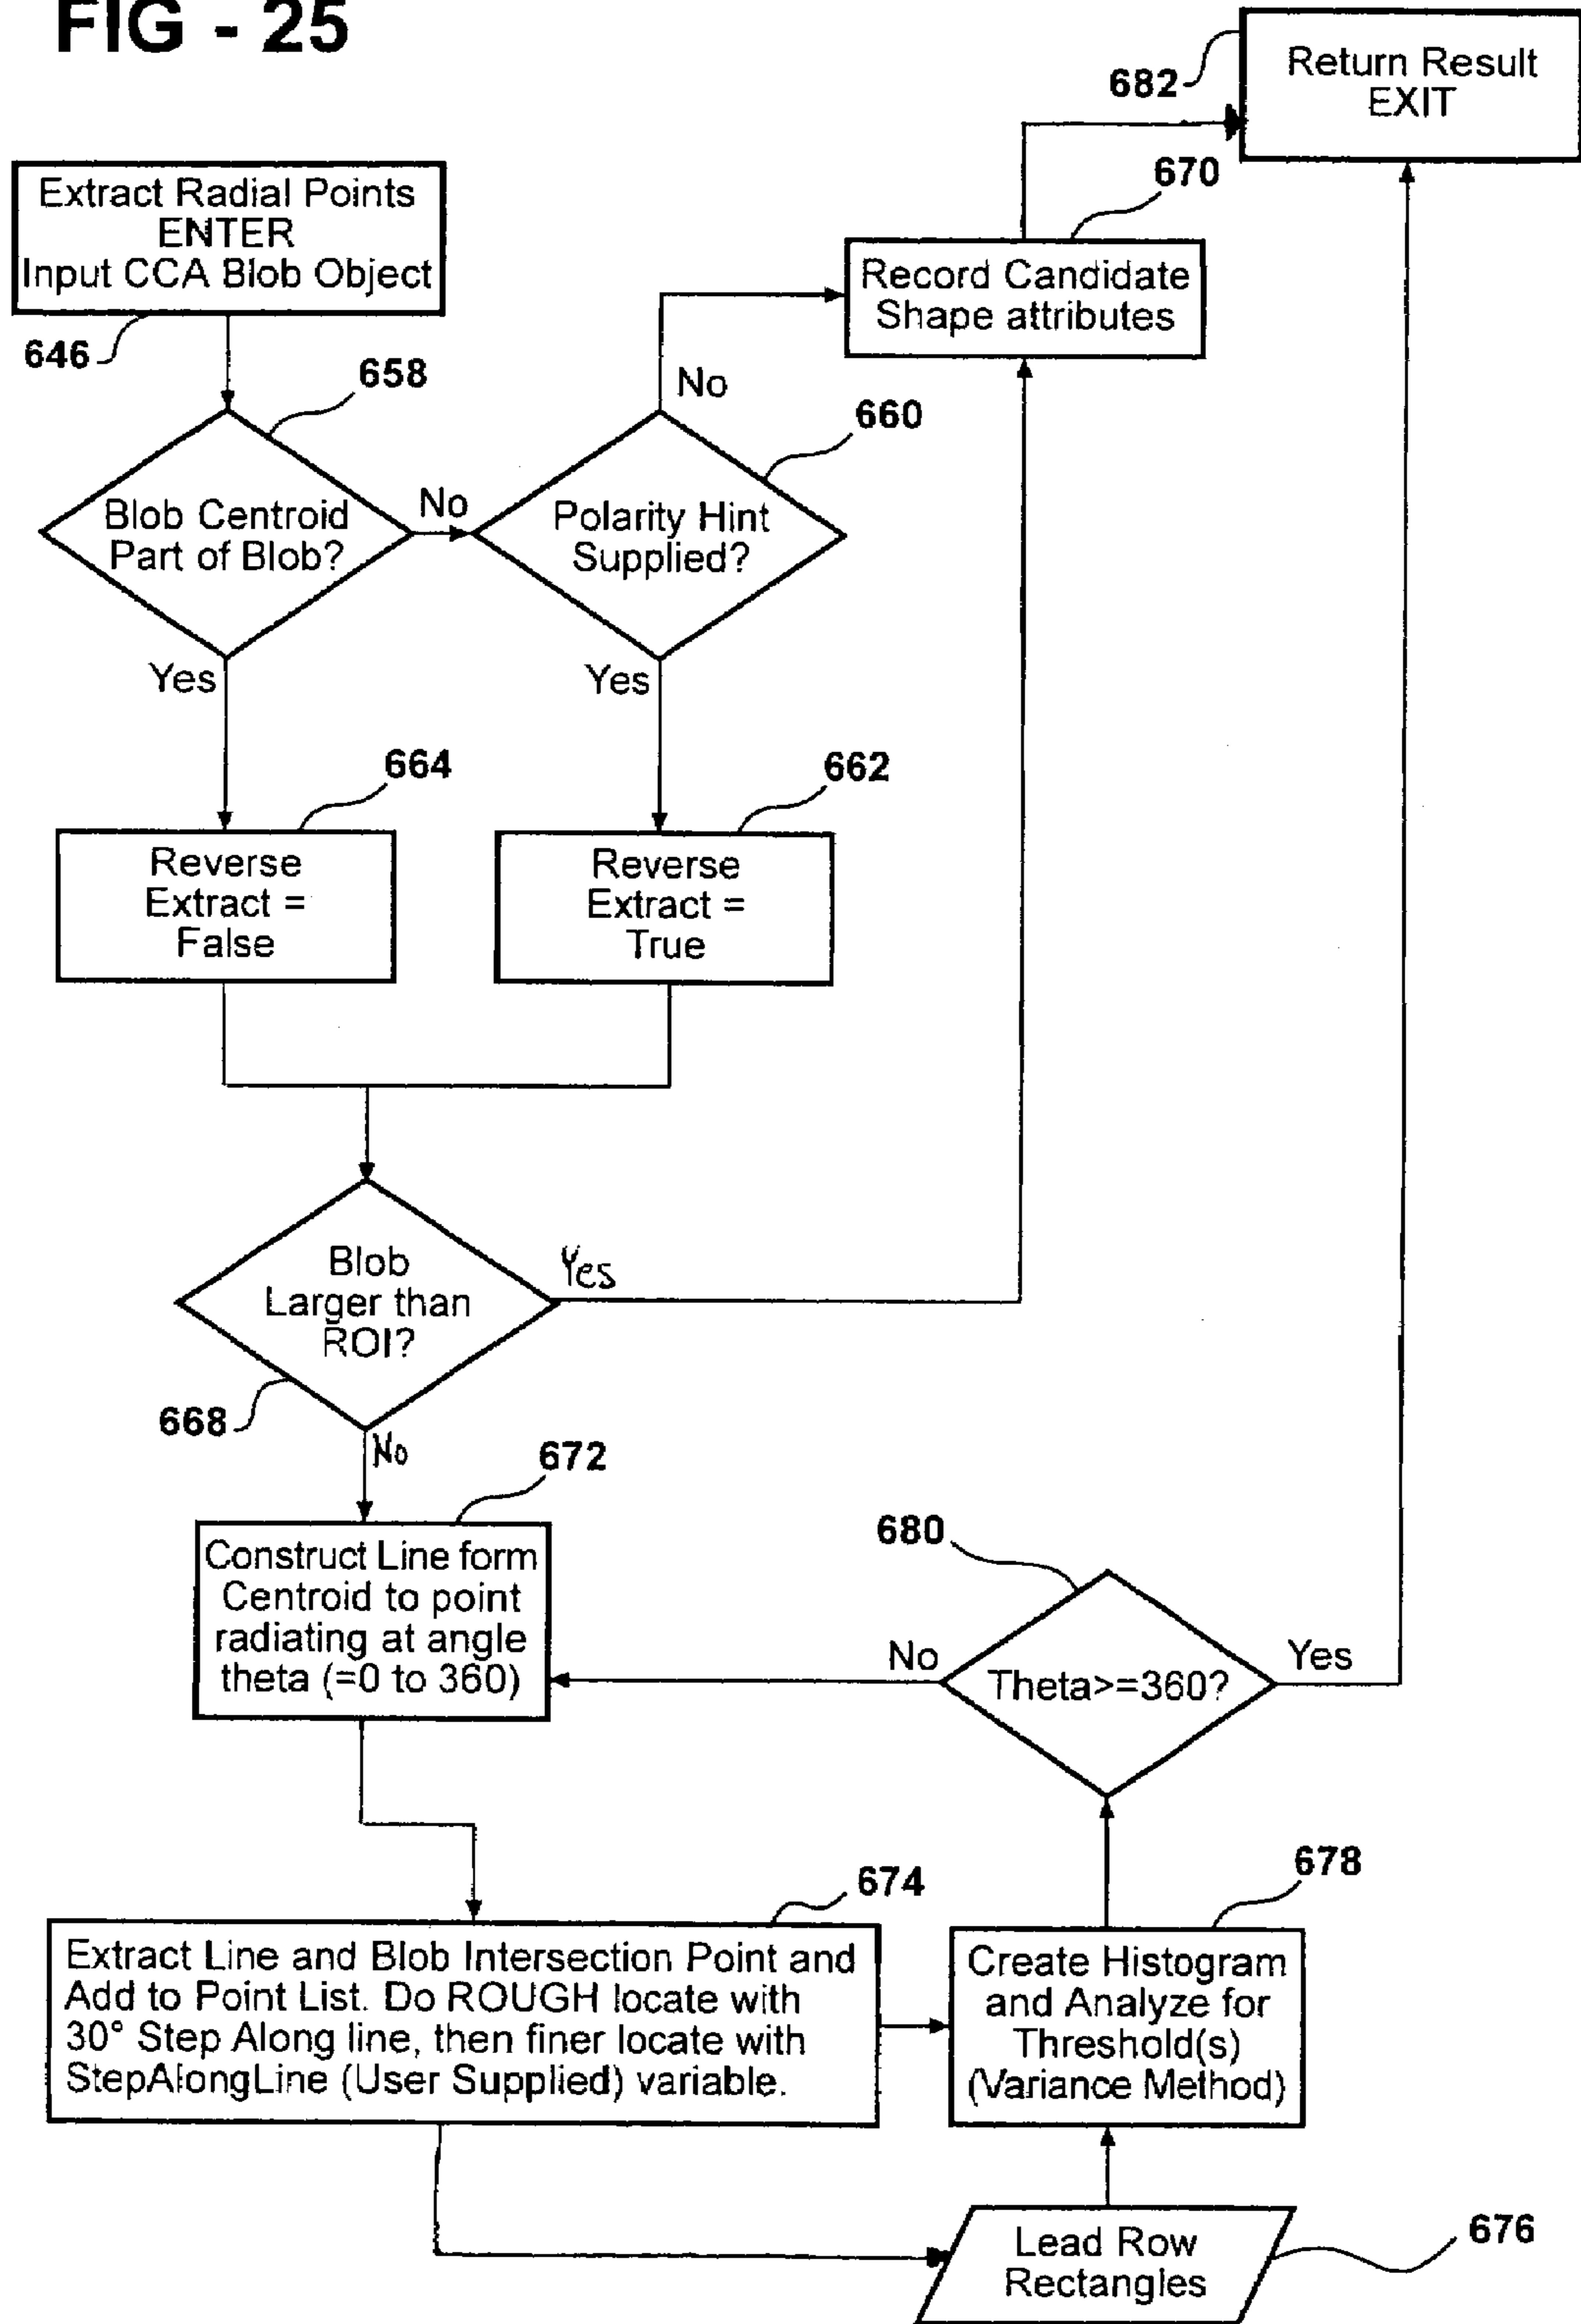 FIG - 25
Return Result
EXIT
682
Extract Radial Points
ENTER
Input CCA Blob Object
646
670
Record Candidate
Shape attributes
658
No
660
Blob Centroid
Part of Blob?
No
Polarity Hint
Supplied?
Yes
Yes
664
662
Reverse
Extract =
False
Reverse
Extract =
True
Blob
Larger than
ROI?
Yes
668
No
672
Construct Line form
Centroid to point
radiating at angle
theta (=0 to 360)
680
No
Theta>=360?
Yes
674
678
Extract Line and Blob Intersection Point and
Add to Point List. Do ROUGH locate with
30° Step Along line, then finer locate with
StepAlongLine (User Supplied) variable.
Create Histogram
and Analyze for
Threshold(s)
(Variance Method)
Lead Row
Rectangles
676